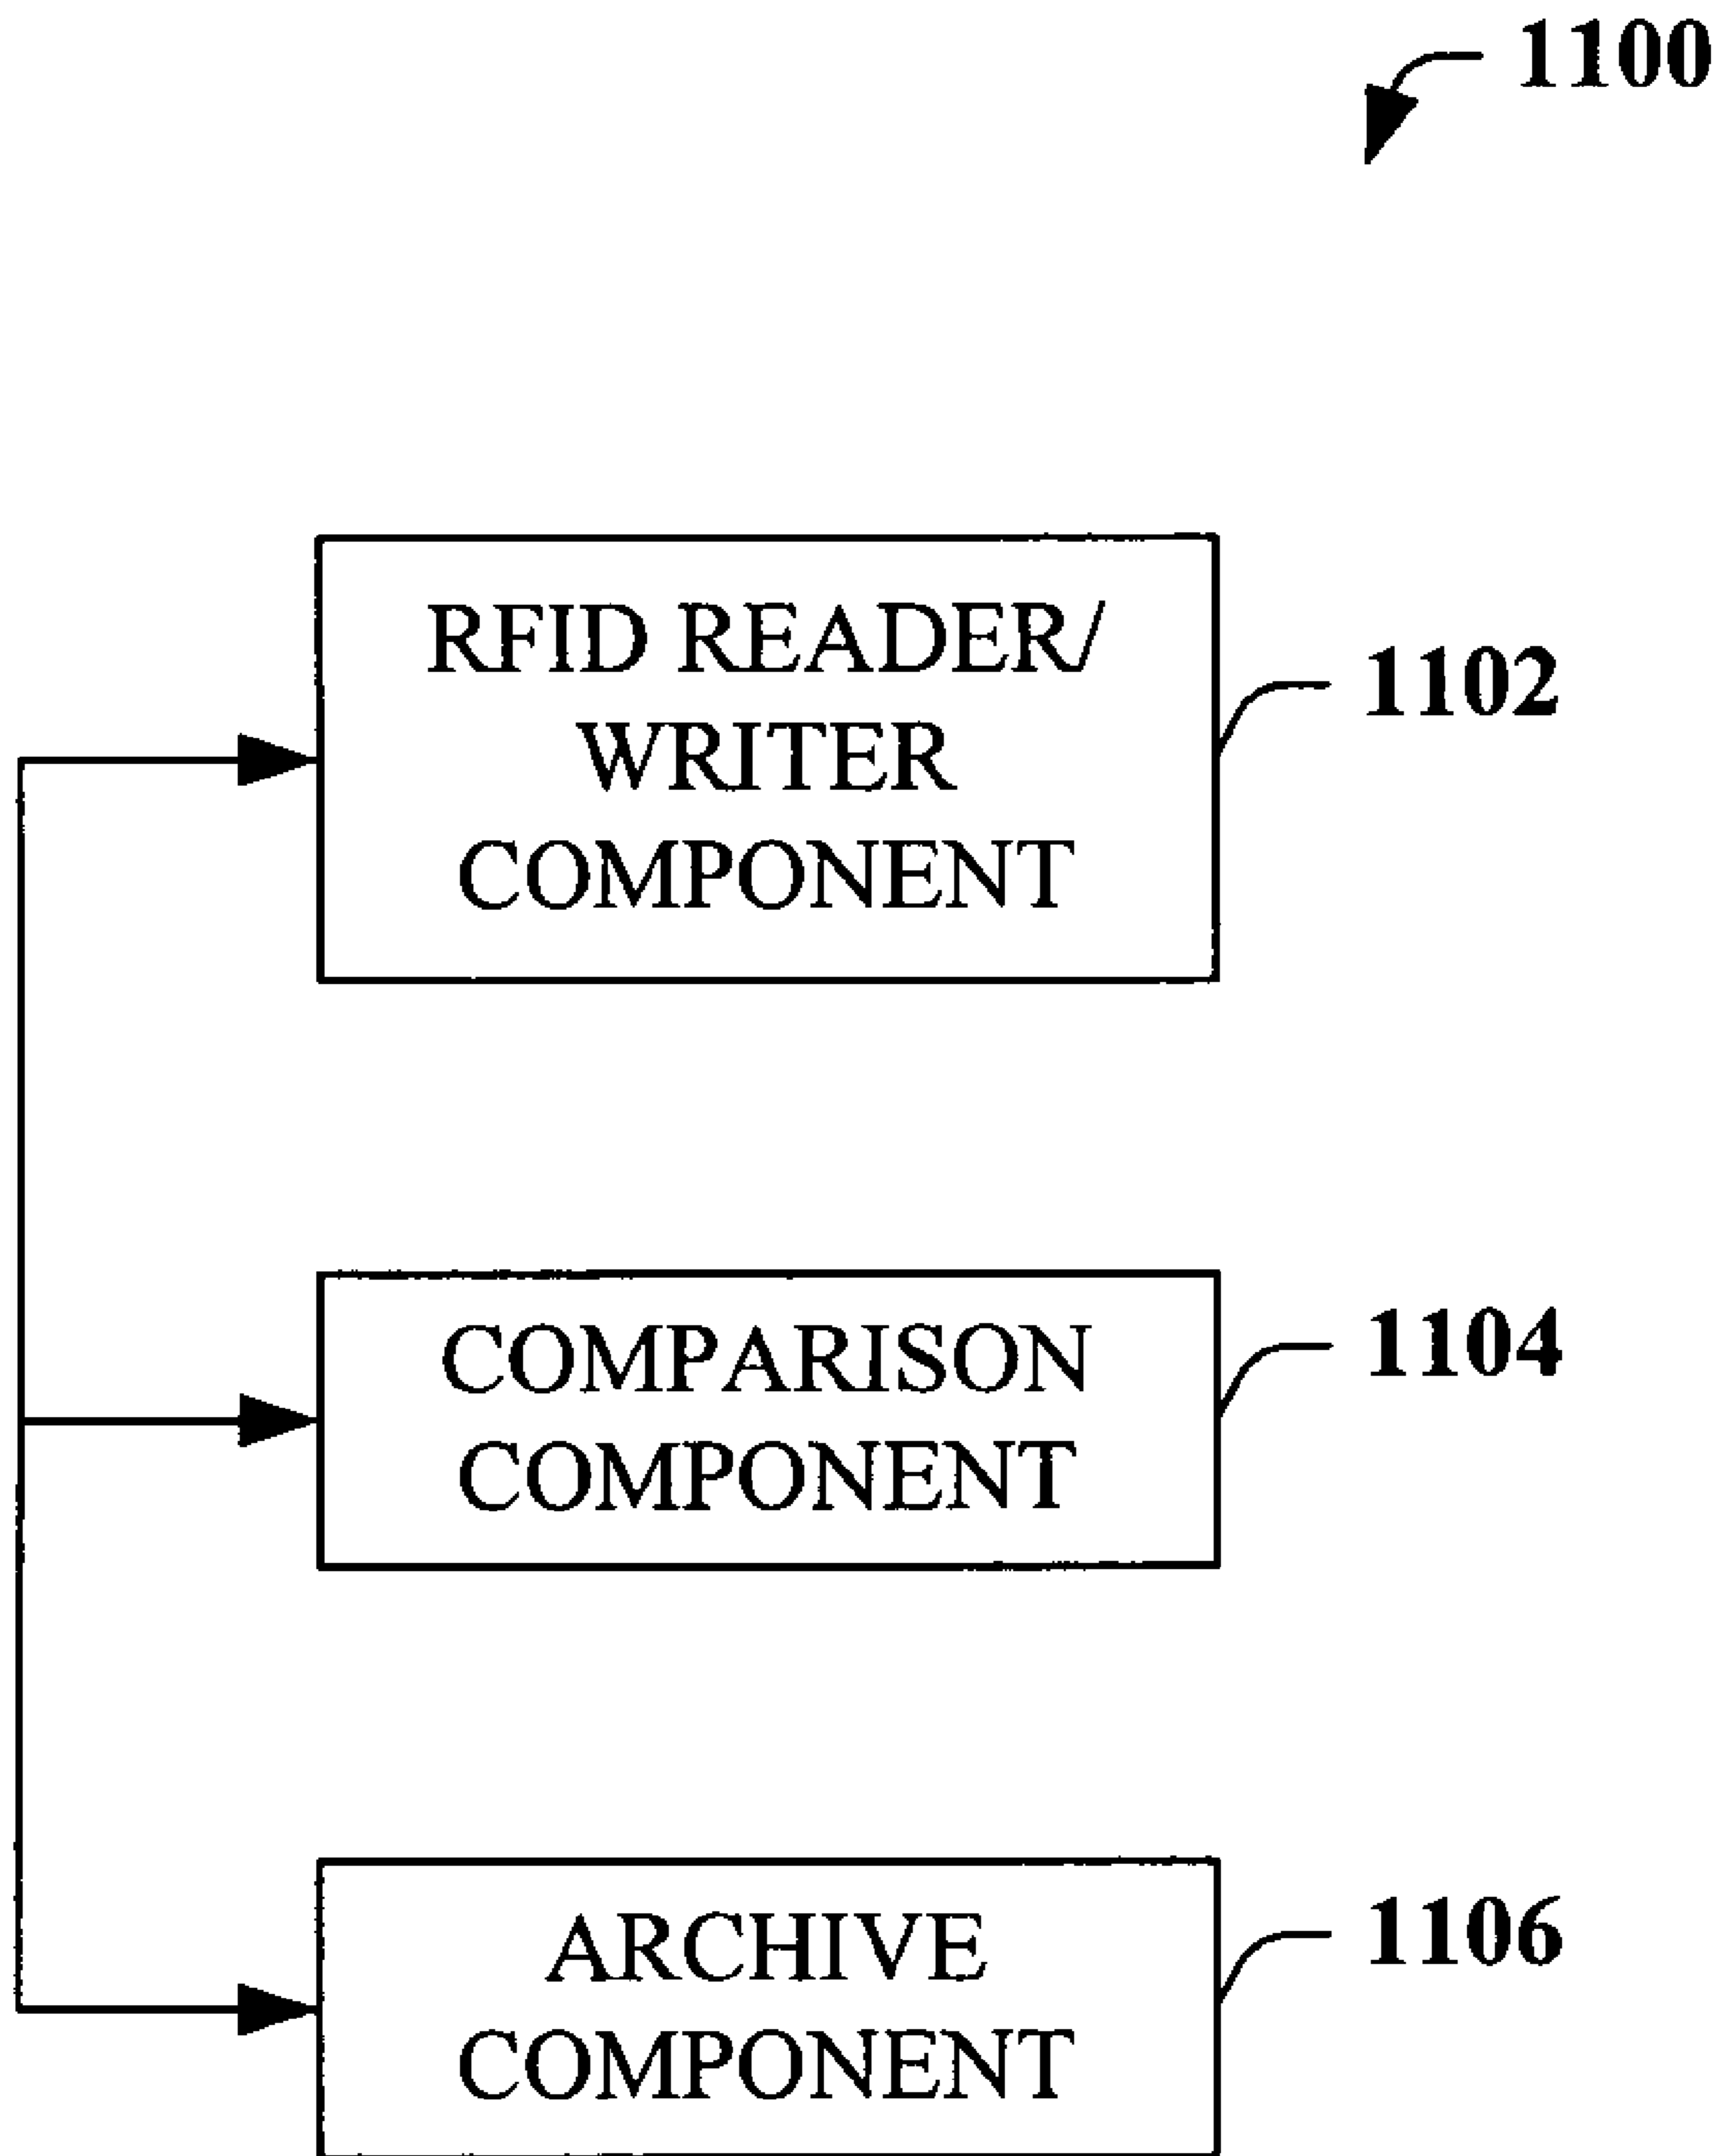 1100
RFID READER/
WRITER
COMPONENT
1102
COMPARISON
COMPONENT
1104
ARCHIVE
COMPONENT
1106